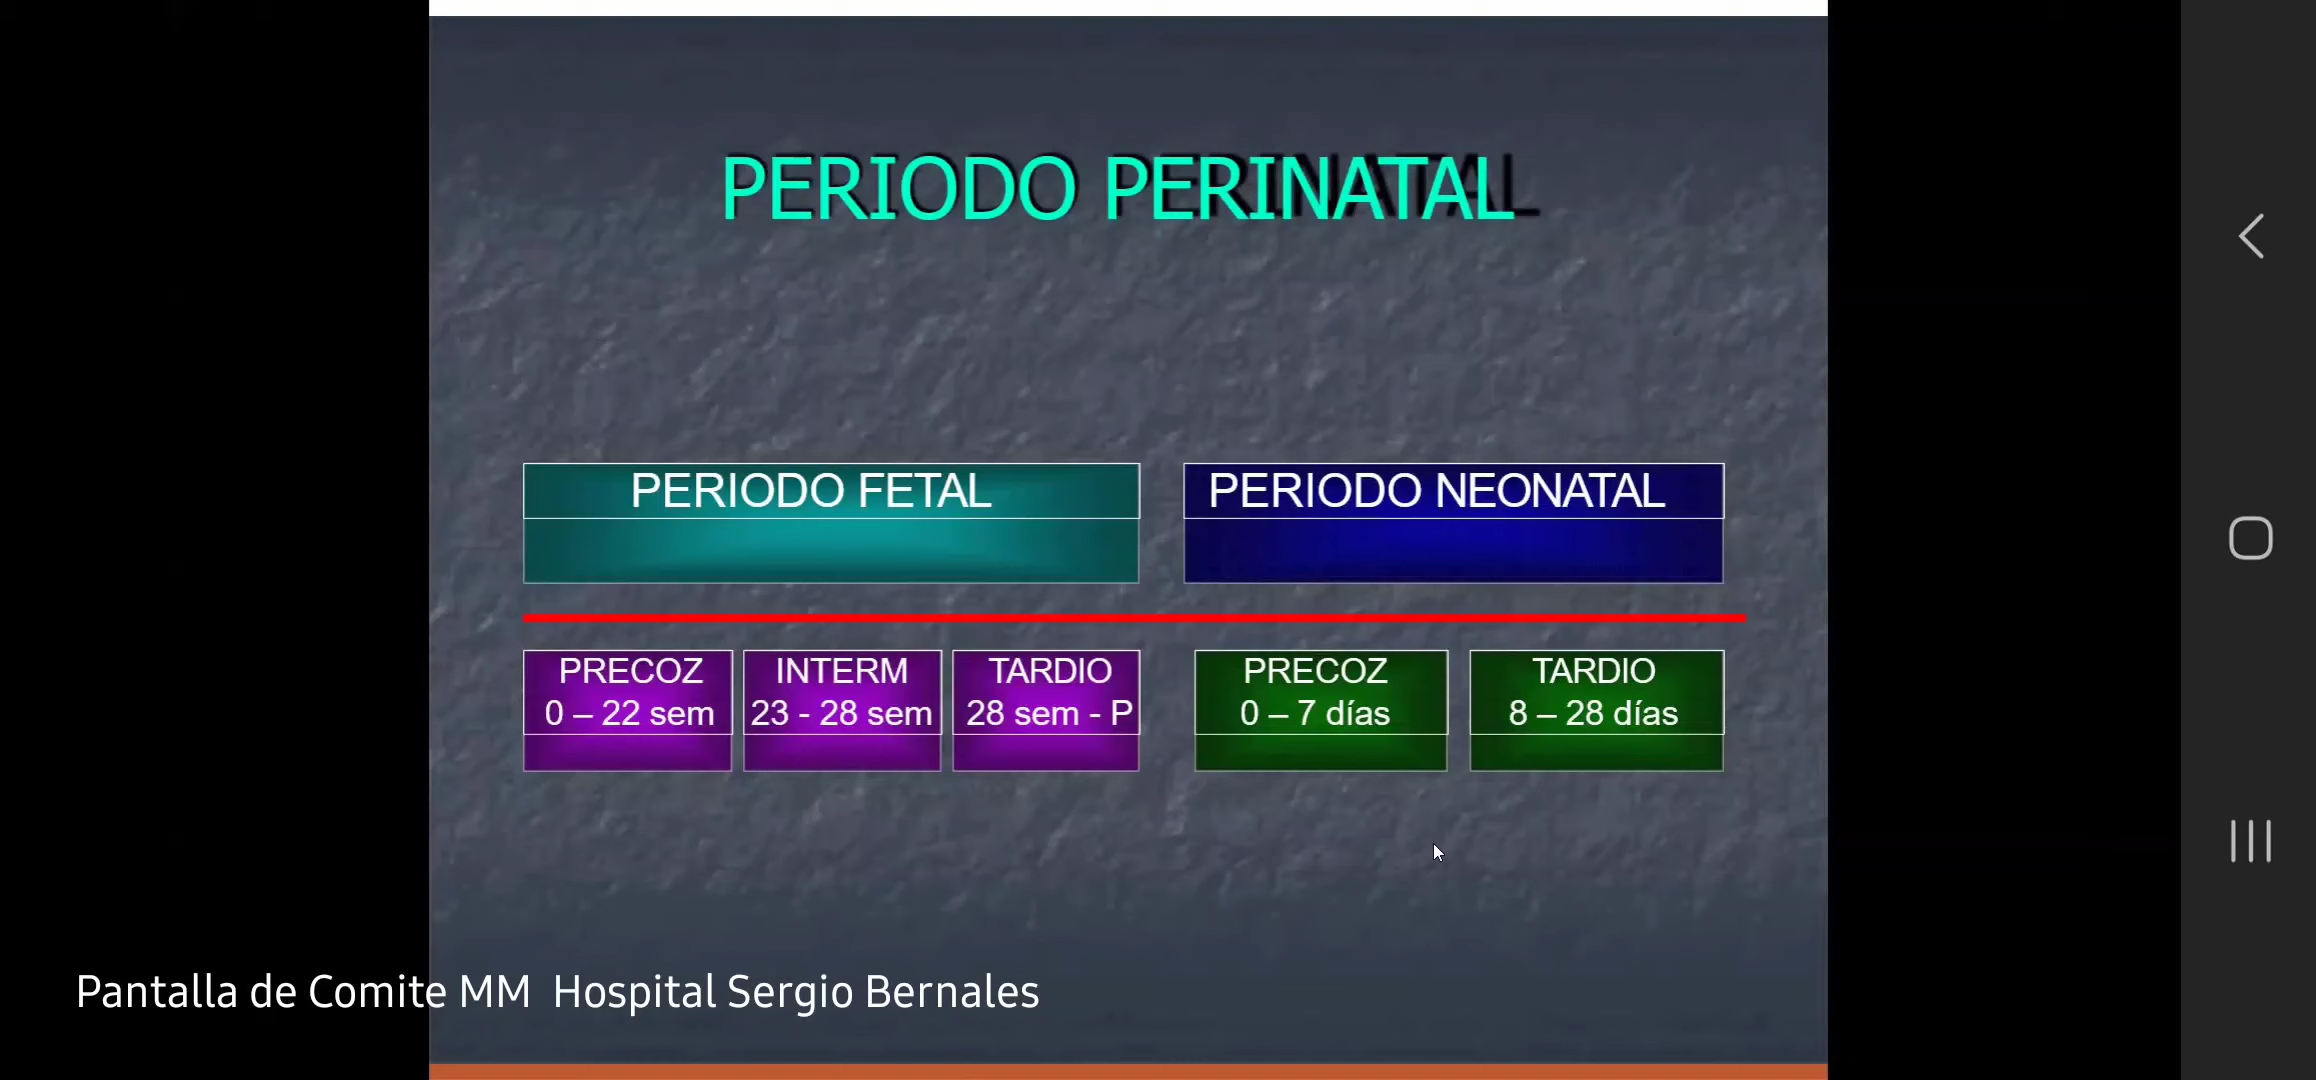 PERIODO PERINATAL
PERIODO FETAL
PERIODO NEONATAL
PRECOZ
0 – 22 sem
INTERM
23 - 28 sem
TARDIO
28 sem - P
PRECOZ
0 – 7 días
TARDIO
8 – 28 días
Pantalla de Comite MM  Hospital Sergio Bernales